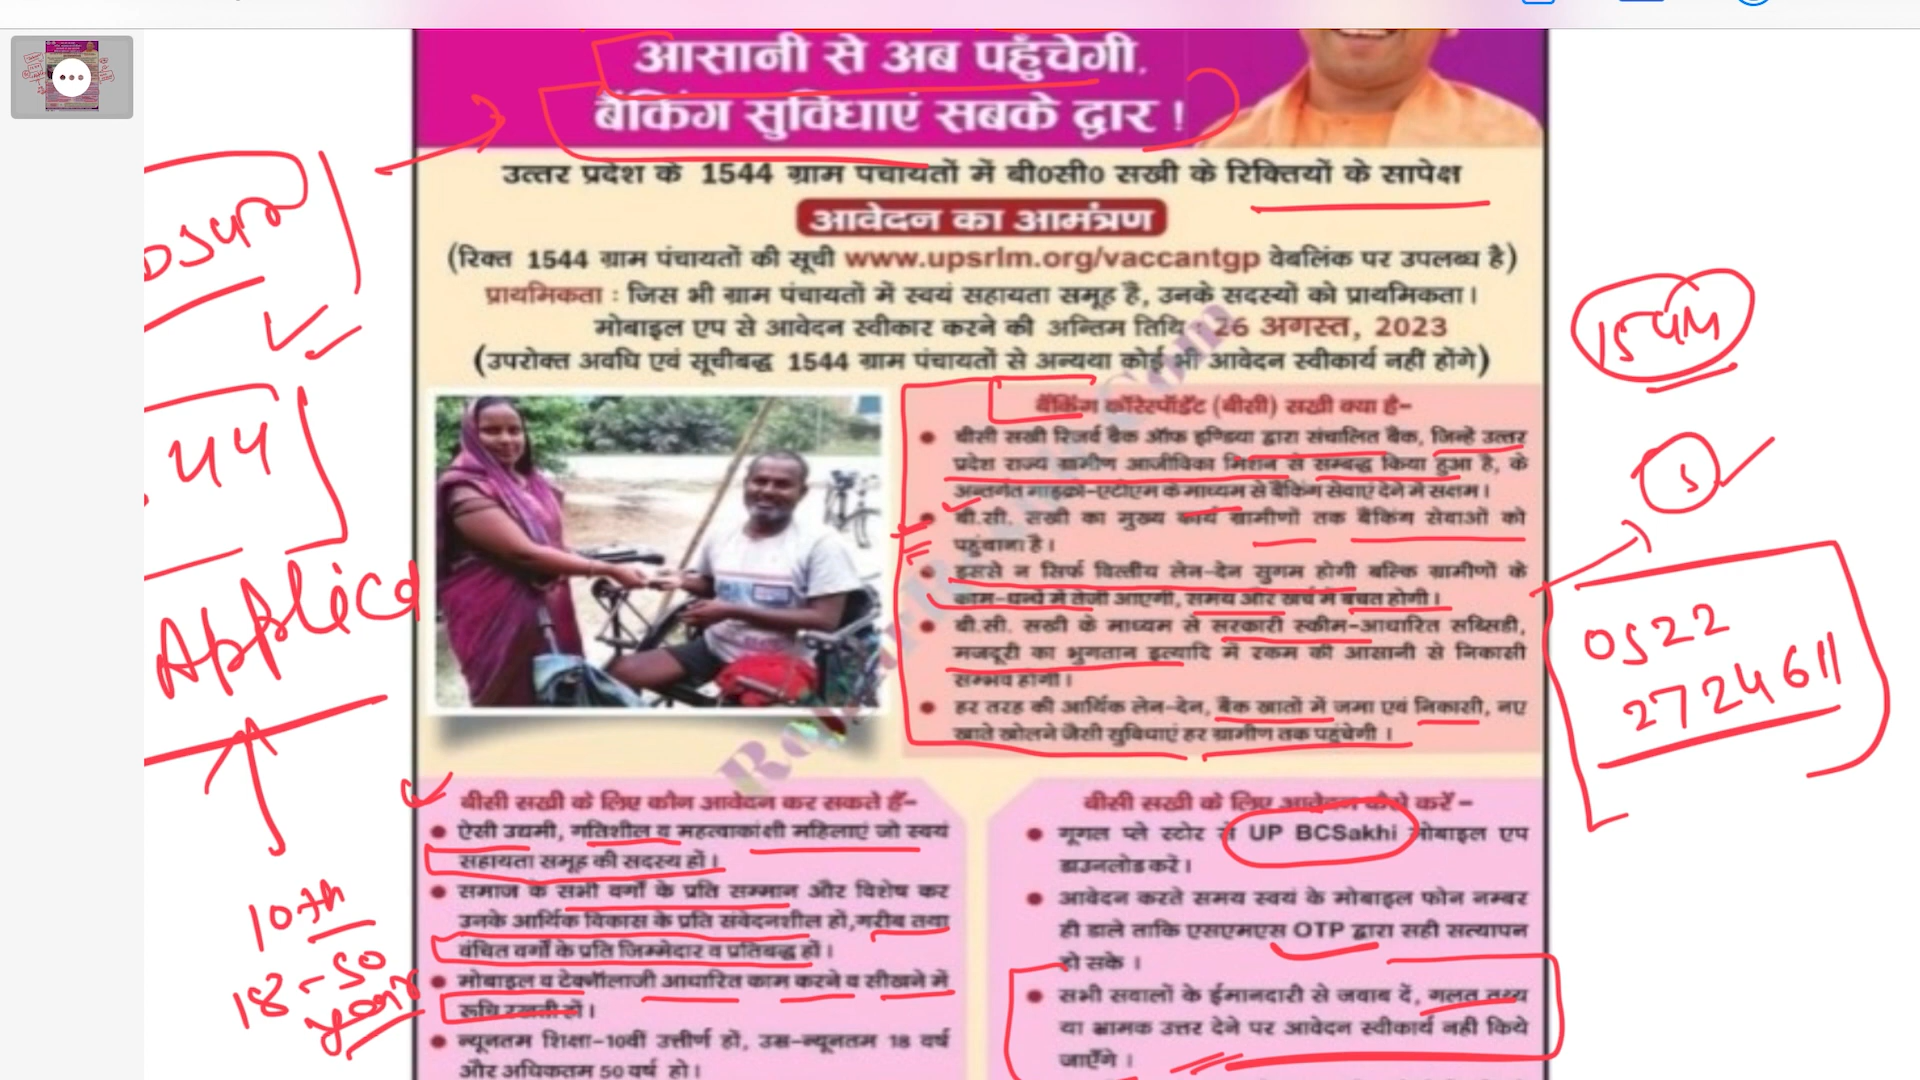 आसानी से अब पहुंचेगी,
बैंकिंग सुविधाएं सबके द्वार !
उत्तर प्रदेश के 1544 ग्राम पंचायतों में बी0सी0 सखी के रिक्तियों के सापेक्ष
आवेदन का आमंत्रण
(रिक्त 1544 ग्राम पंचायतों की सूची www.upsrlm.org/vaccantgp वेबलिंक पर उपलब्ध है)
प्राथमिकता : जिस भी ग्राम पंचायतों में स्वयं सहायता समूह है, उनके सदस्यों को प्राथमिकता।
मोबाइल एप से आवेदन स्वीकार करने की अन्तिम तिथि : 26 अगस्त, 2023
(उपरोक्त अवधि एवं सूचीबद्ध 1544 ग्राम पंचायतों से अन्यथा कोई भी आवेदन स्वीकार्य नहीं होंगे)
बैंकिंग कॉरेस्पॉडेंट (बीसी) सखी क्या है-
बीसी सखी रिजर्व बैंक ऑफ इण्डिया द्वारा संचालित बैंक, जिन्हे उत्तर
प्रदेश राज्य ग्रामीण आजीविका मिशन से सम्बद्ध किया हुआ है, के
अन्तर्गत माइक्रो-एटीएम के माध्यम से बैंकिंग सेवाएं देने में सक्षम।
बी.सी. सखी का मुख्य कार्य ग्रामीणों तक बैंकिंग सेवाओं को
पहुंचाना है।
इससे न सिर्फ वित्तीय लेन-देन सुगम होगी बल्कि ग्रामीणों के
काम-धन्धे में तेजी आएगी, समय और खर्च में बचत होगी।
बी.सी. सखी के माध्यम से सरकारी स्कीम-आधारित सब्सिडी,
मजदूरी का भुगतान इत्यादि में रकम की आसानी से निकासी
सम्भव होगी।
हर तरह की आर्थिक लेन-देन, बैंक खातों में जमा एवं निकासी, नए
खाते खोलने जैसी सुविधाएं हर ग्रामीण तक पहुंचेगी।
बीसी सखी के लिए कौन आवेदन कर सकते हैं-
ऐसी उद्यमी, गतिशील व महत्वाकांक्षी महिलाएं जो स्वयं
सहायता समूह की सदस्य हों।
समाज के सभी वर्गों के प्रति सम्मान और विशेष कर
उनके आर्थिक विकास के प्रति संवेदनशील हों,गरीब तथा
वंचित वर्गों के प्रति जिम्मेदार व प्रतिबद्ध हों।
मोबाइल व टेक्नॉलाजी आधारित काम करने व सीखने में
रूचि रखती हों।
न्यूनतम शिक्षा-10वीं उत्तीर्ण हों, उम्र-न्यूनतम 18 वर्ष
और अधिकतम 50 वर्ष हो।
बीसी सखी के लिए आवेदन कैसे करें-
गूगल प्ले स्टोर से UP BCSakhi मोबाइल एप
डाउनलोड करें।
आवेदन करते समय स्वयं के मोबाइल फोन नम्बर
ही डाले ताकि एसएमएस OTP द्वारा सही सत्यापन
हो सके।
सभी सवालों के ईमानदारी से जवाब दें, गलत तथ्य
या भ्रामक उत्तर देने पर आवेदन स्वीकार्य नही किये
जाएँगे।
44
Applicd
10th
18-50
year
1544
0522
2724611